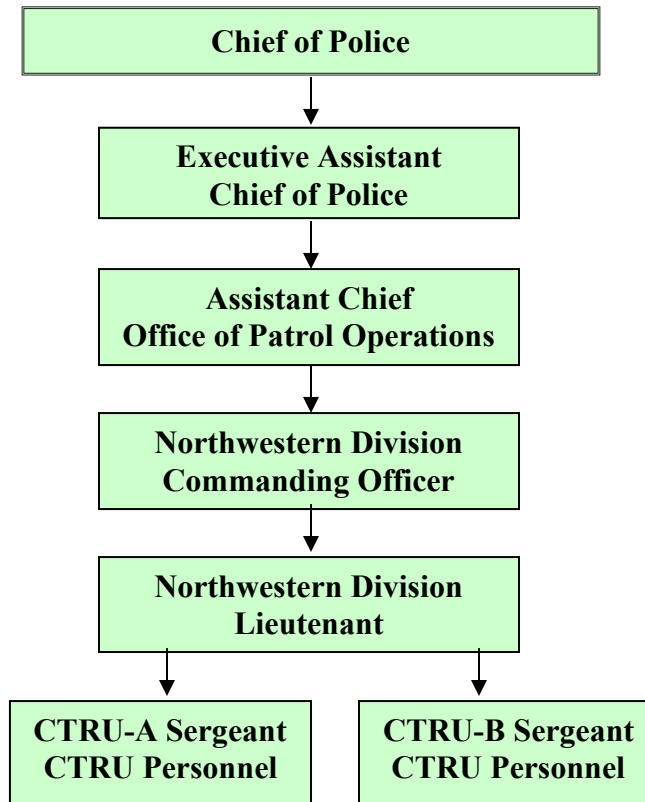 Chief of Police
Executive Assistant
Chief of Police
Assistant Chief
Office of Patrol Operations
Northwestern Division
Commanding Officer
Northwestern Division
Lieutenant
CTRU-A Sergeant
CTRU Personnel
CTRU-B Sergeant
CTRU Personnel